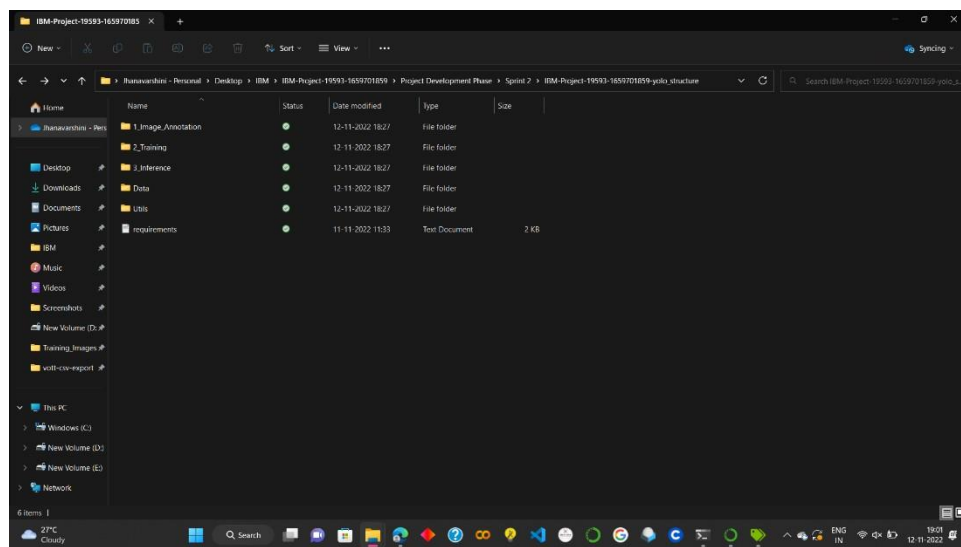 IBM-Project-19593-165970185
New
Sort
View
Syncing
Jhanavarshini - Personal > Desktop > IBM > IBM-Project-19593-1659701859 > Project Development Phase > Sprint 2 > IBM-Project-19593-1659701859-yolo_structure
Search IBM-Project-19593-1659701859-yolo_s...
Home
Jhanavarshini - Pers
Desktop
Downloads
Documents
Pictures
IBM
Music
Videos
Screenshots
New Volume (D:
Training_Images
vott-csv-export
This PC
Windows (C:)
New Volume (D:)
New Volume (E:)
Network
Name Status Date modified Type Size
1_Image_Annotation 12-11-2022 18:27 File folder
2_Training 12-11-2022 18:27 File folder
3_Inference 12-11-2022 18:27 File folder
Data 12-11-2022 18:27 File folder
Utils 12-11-2022 18:27 File folder
requirements 11-11-2022 11:33 Text Document 2 KB
6 items
27°C
Cloudy
Search
ENG
IN
19:01
12-11-2022